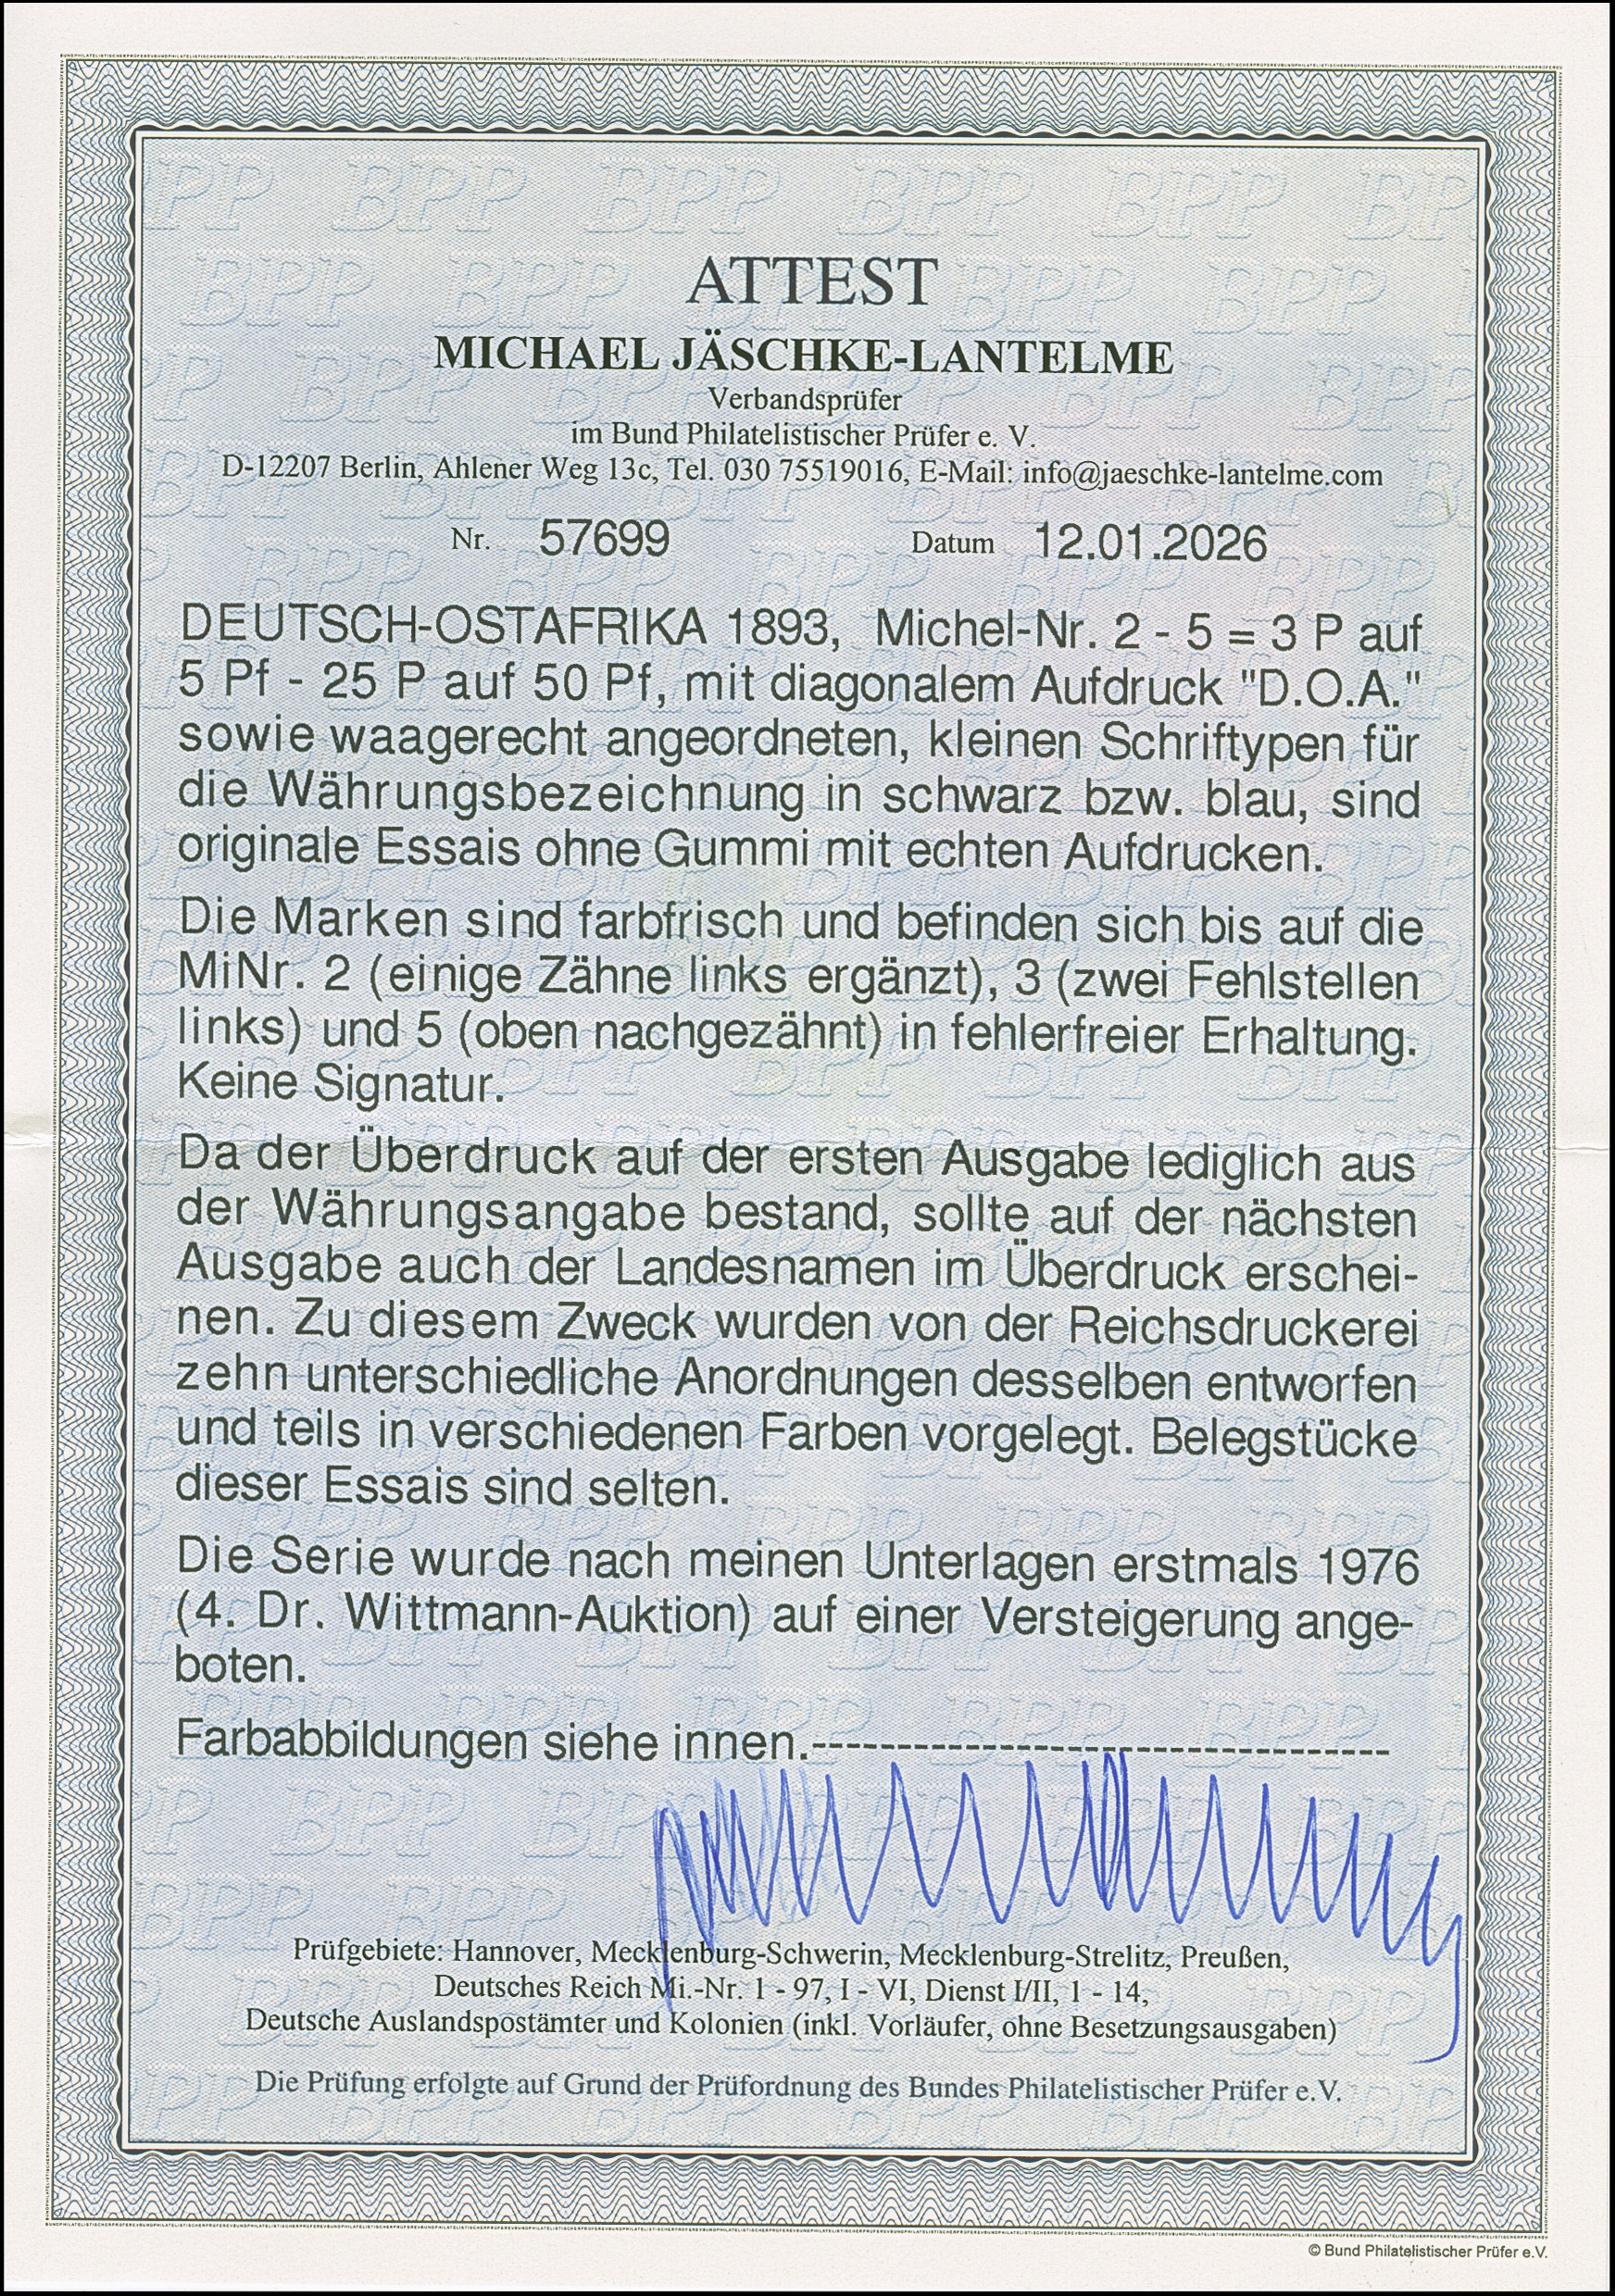 ATTEST
MICHAEL JÄSCHKE-LANTELME
Verbandsprüfer
im Bund Philatelistischer Prüfer e. V.
D-12207 Berlin, Ahlener Weg 13c, Tel. 030 75519016, E-Mail: info@jaeschke-lantelme.com
Nr. 57699 Datum 12.01.2026
DEUTSCH-OSTAFRIKA 1893, Michel-Nr. 2 - 5 = 3 P auf
5 Pf - 25 P auf 50 Pf, mit diagonalem Aufdruck "D.O.A."
sowie waagerecht angeordneten, kleinen Schriftypen für
die Währungsbezeichnung in schwarz bzw. blau, sind
originale Essais ohne Gummi mit echten Aufdrucken.
Die Marken sind farbfrisch und befinden sich bis auf die
MiNr. 2 (einige Zähne links ergänzt), 3 (zwei Fehlstellen
links) und 5 (oben nachgezähnt) in fehlerfreier Erhaltung.
Keine Signatur.
Da der Überdruck auf der ersten Ausgabe lediglich aus
der Währungsangabe bestand, sollte auf der nächsten
Ausgabe auch der Landesnamen im Überdruck erschei-
nen. Zu diesem Zweck wurden von der Reichsdruckerei
zehn unterschiedliche Anordnungen desselben entworfen
und teils in verschiedenen Farben vorgelegt. Belegstücke
dieser Essais sind selten.
Die Serie wurde nach meinen Unterlagen erstmals 1976
(4. Dr. Wittmann-Auktion) auf einer Versteigerung ange-
boten.
Farbabbildungen siehe innen.------------------------------------------
Prüfgebiete: Hannover, Mecklenburg-Schwerin, Mecklenburg-Strelitz, Preußen,
Deutsches Reich Mi.-Nr. 1 - 97, I - VI, Dienst I/II, 1 - 14,
Deutsche Auslandspostämter und Kolonien (inkl. Vorläufer, ohne Besetzungsausgaben)
Die Prüfung erfolgte auf Grund der Prüfordnung des Bundes Philatelistischer Prüfer e.V.
© Bund Philatelistischer Prüfer e.V.